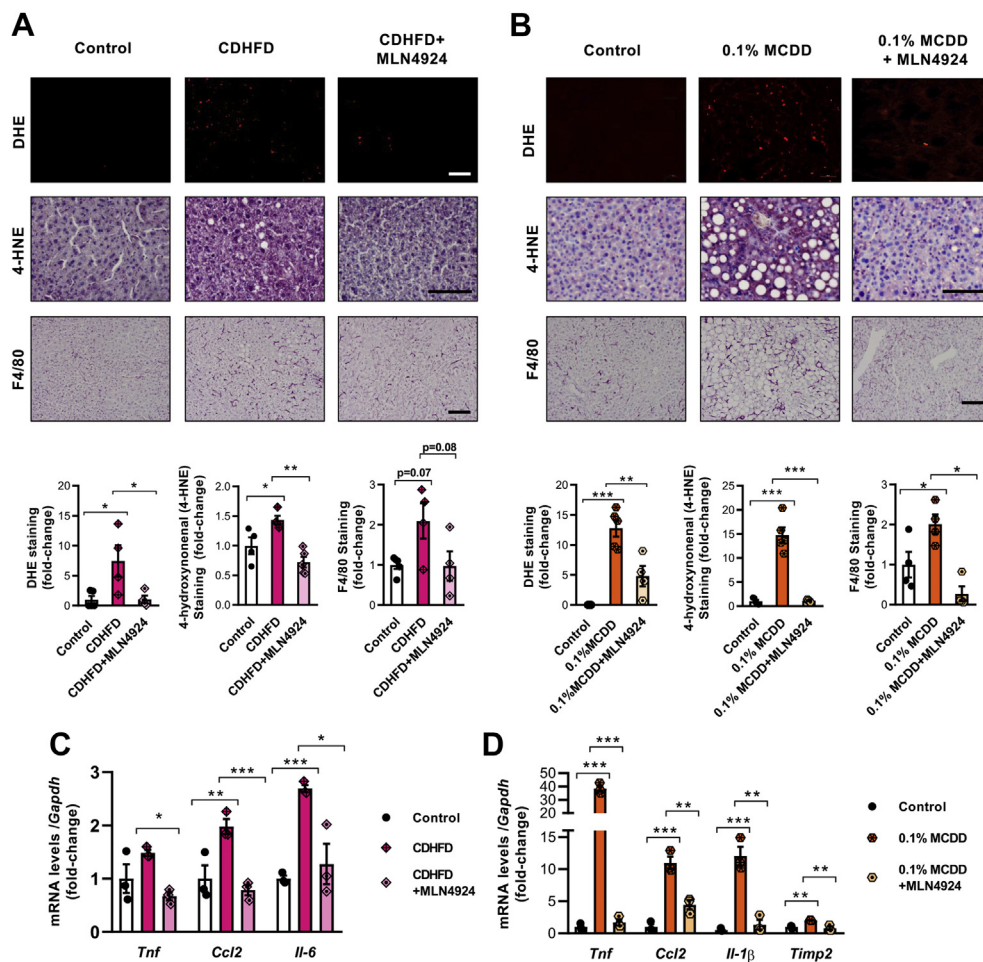 A
Control
CDHFD
CDHFD+
MLN4924
DHE
4-HNE
F4/80
DHE staining
(fold-change)
20
15
10
5
0
*
*
Control
CDHFD
CDHFD+MLN4924
4-hydroxynonenal (4-HNE)
Staining (fold-change)
2.0
1.5
1.0
0.5
0.0
*
**
Control
CDHFD
CDHFD+MLN4924
F4/80 Staining
(fold-change)
3
2
1
0
p=0.07
p=0.08
Control
CDHFD
CDHFD+MLN4924
B
Control
0.1% MCDD
0.1% MCDD
+ MLN4924
DHE
4-HNE
F4/80
DHE staining
(fold-change)
20
15
10
5
0
***
**
Control
0.1%MCDD
0.1%MCDD+MLN4924
4-hydroxynonenal (4-HNE)
Staining (fold-change)
25
20
15
10
5
0
***
***
Control
0.1% MCDD
0.1% MCDD+MLN4924
F4/80 Staining
(fold-change)
3
2
1
0
*
*
Control
0.1% MCDD
0.1% MCDD+MLN4924
C
mRNA levels /Gapdh
(fold-change)
3
2
1
0
*
**
***
***
*
Tnf
Ccl2
Il-6
Control
CDHFD
CDHFD
+MLN4924
D
mRNA levels /Gapdh
(fold-change)
50
40
30
20
15
10
5
0
***
***
***
**
***
**
**
**
Tnf
Ccl2
Il-1β
Timp2
Control
0.1% MCDD
0.1% MCDD
+MLN4924